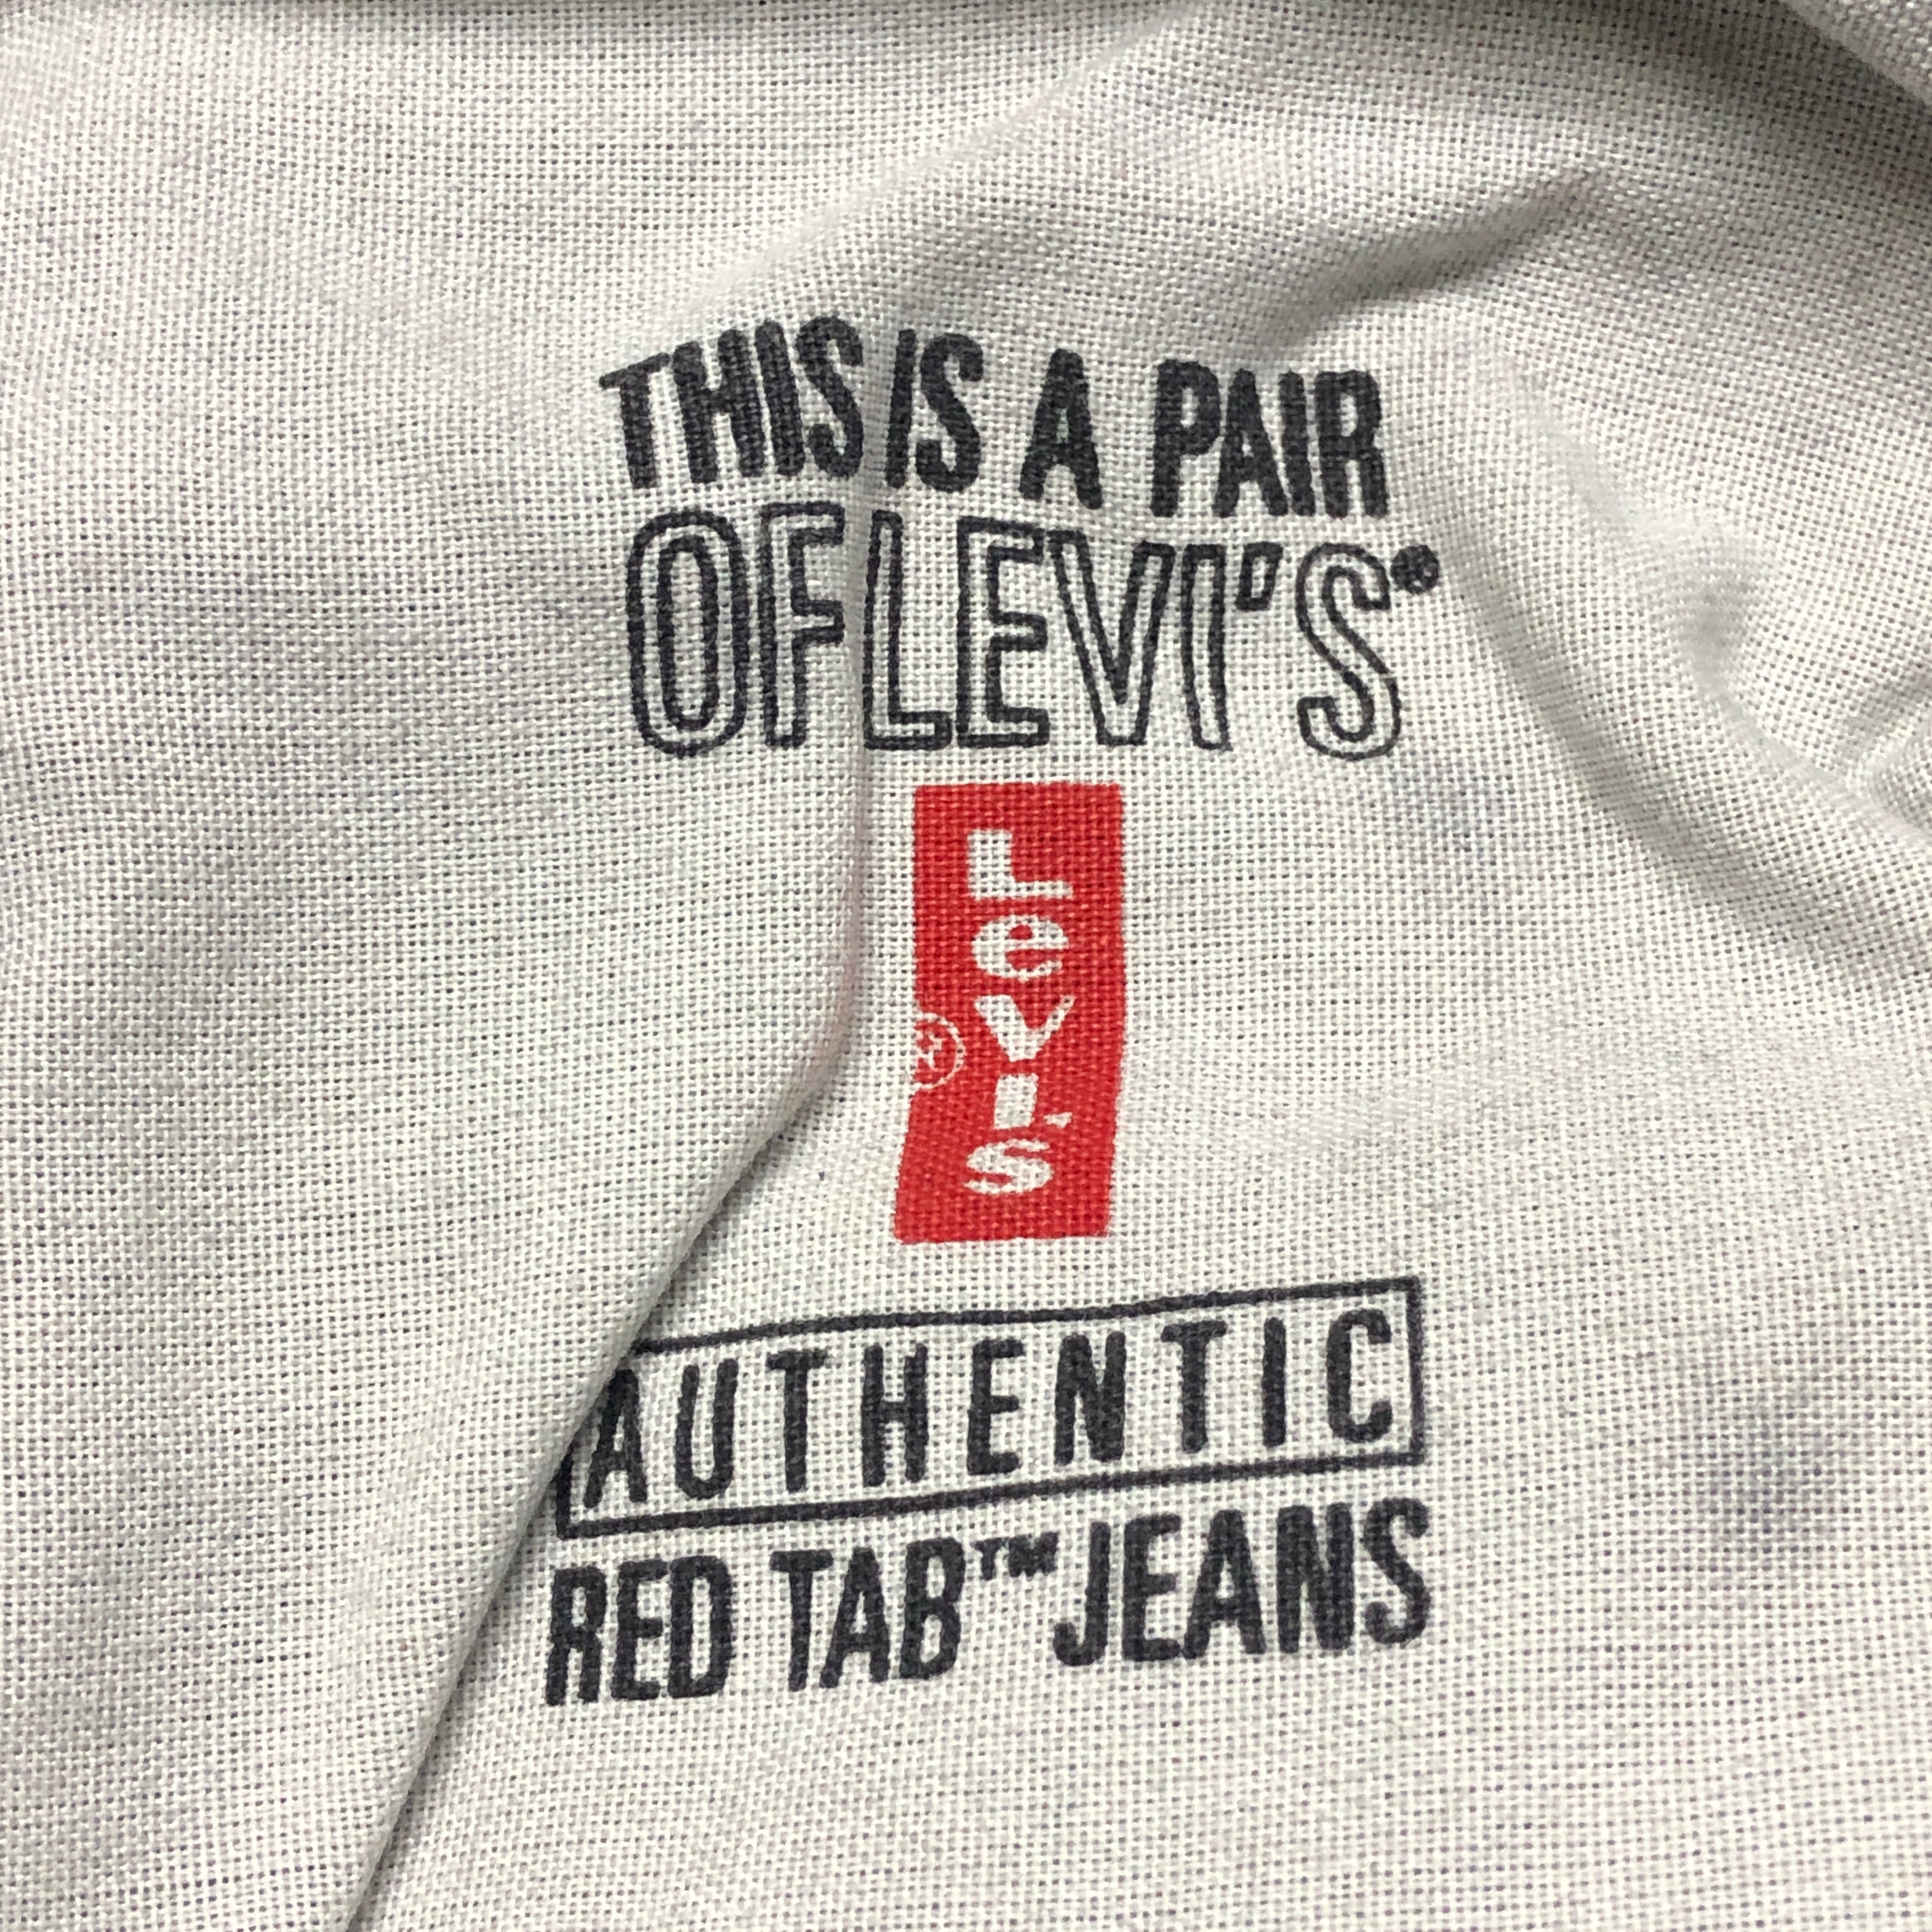 THIS IS A PAIR
OF LEVI'S®
LeVI'S
®
AUTHENTIC
RED TAB™ JEANS